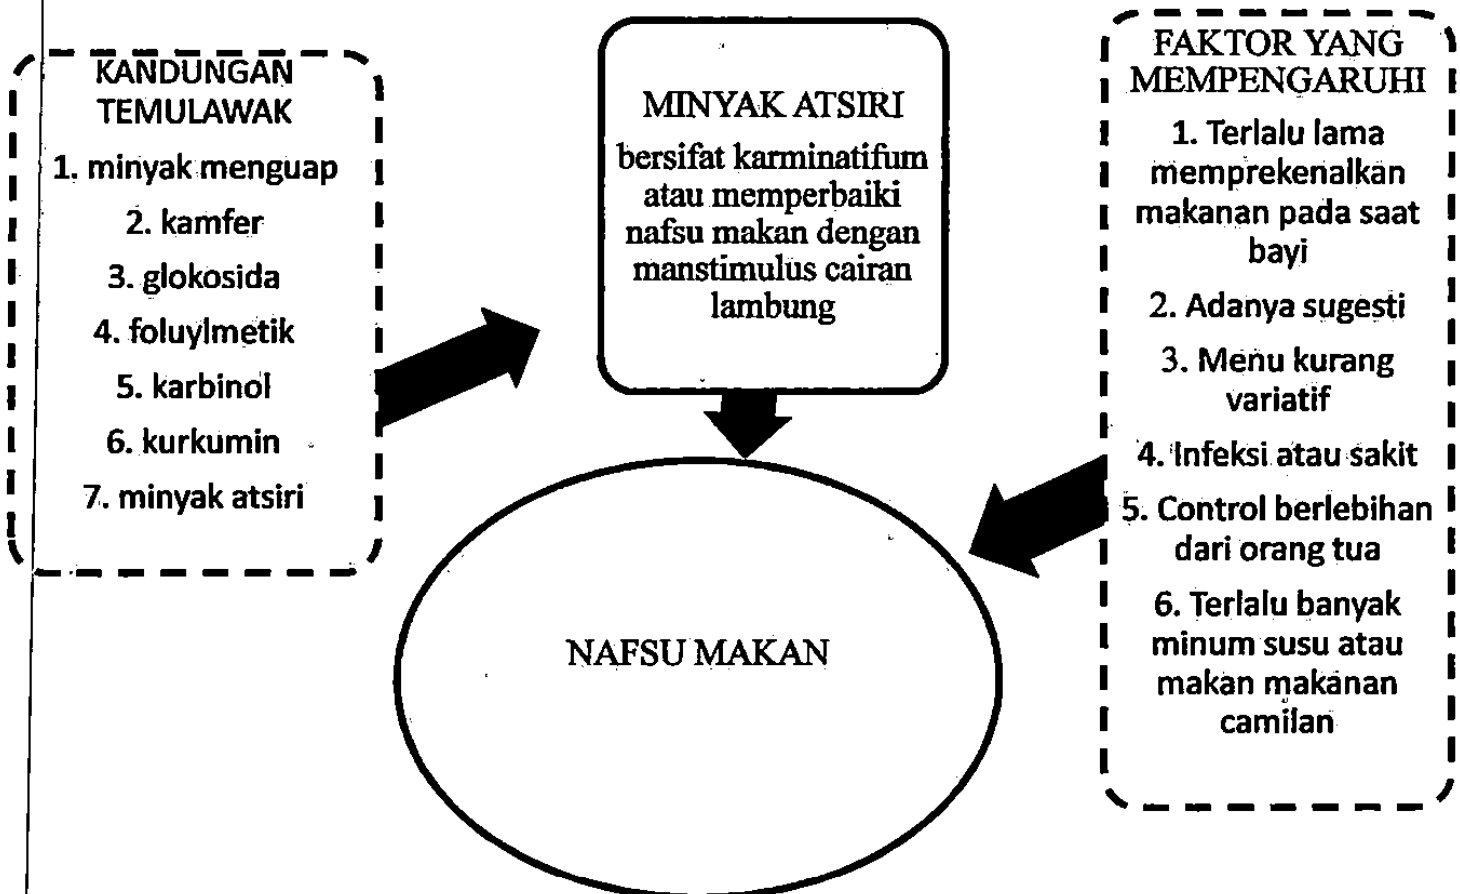 KANDUNGAN
TEMULAWAK
1. minyak menguap
2. kamfer
3. glokosida
4. foluylmetik
5. karbinol
6. kurkumin
7. minyak atsiri
MINYAK ATSIRI
bersifat karminatifum
atau memperbaiki
nafsu makan dengan
manstimulus cairan
lambung
NAFSU MAKAN
FAKTOR YANG
MEMPENGARUHI
1. Terlalu lama
memprekenalkan
makanan pada saat
bayi
2. Adanya sugesti
3. Menu kurang
variatif
4. Infeksi atau sakit
5. Control berlebihan
dari orang tua
6. Terlalu banyak
minum susu atau
makan makanan
camilan